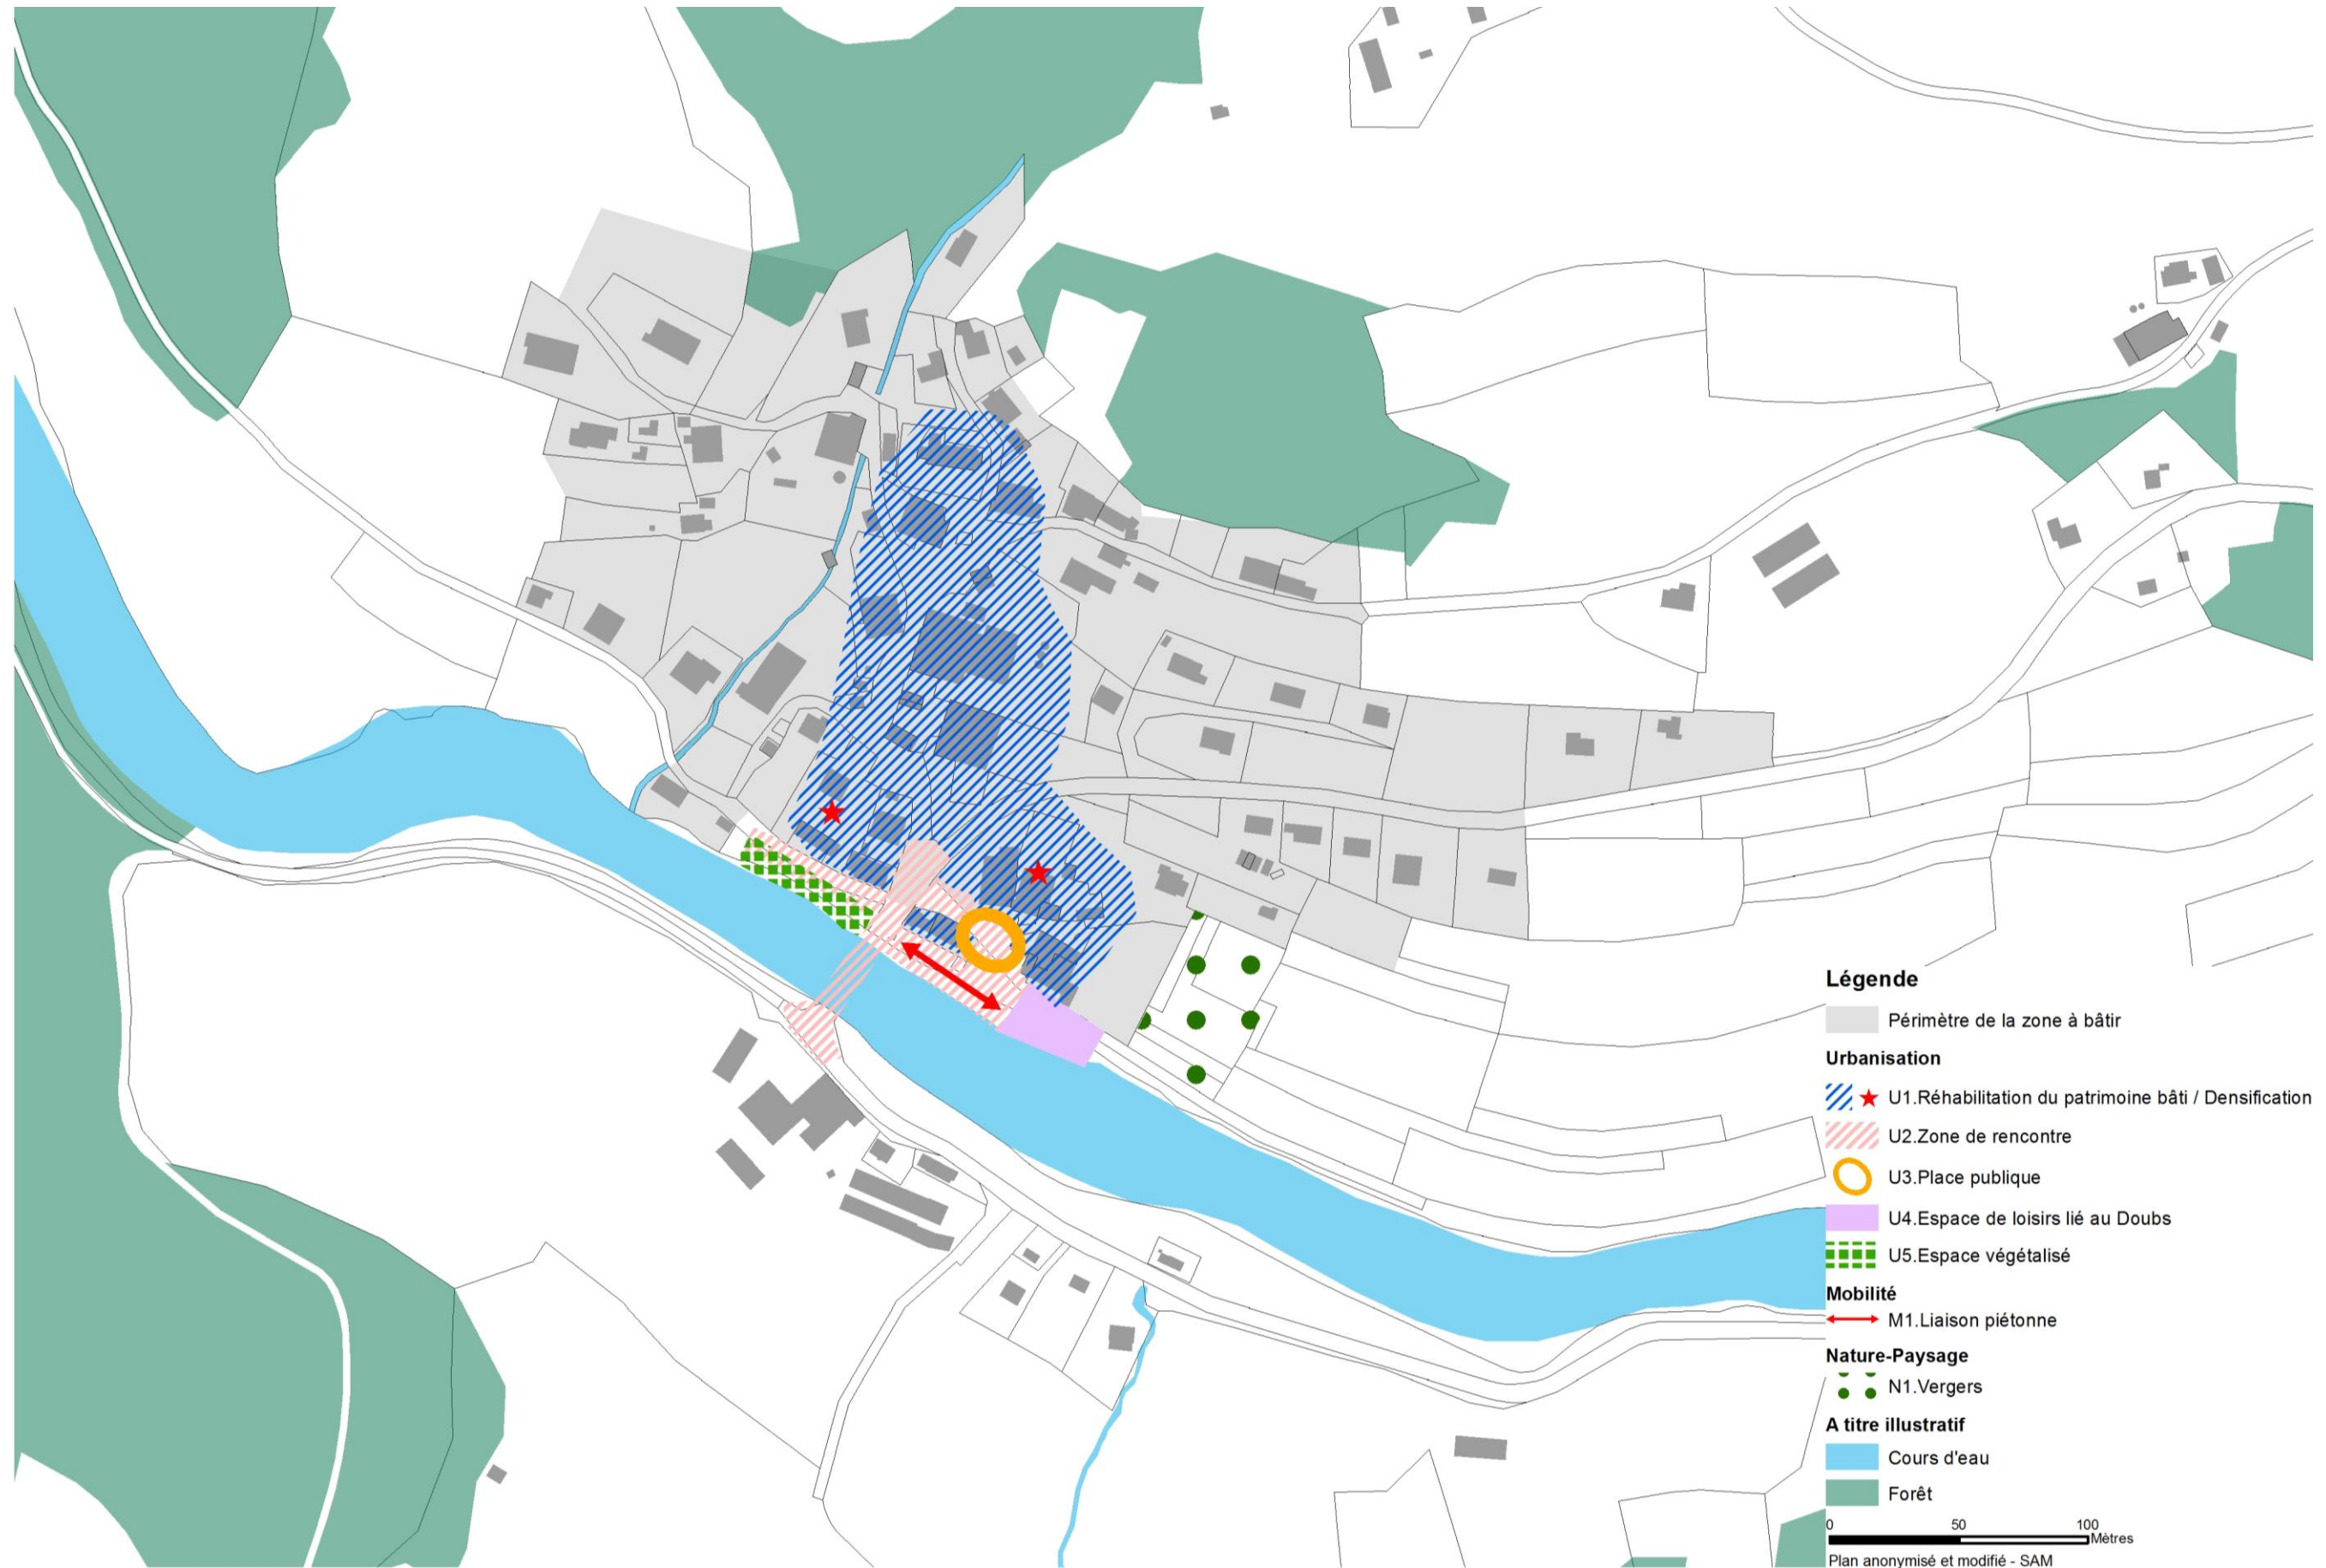 Légende
Périmètre de la zone à bâtir
Urbanisation
U1.Réhabilitation du patrimoine bâti / Densification
U2.Zone de rencontre
U3.Place publique
U4.Espace de loisirs lié au Doubs
U5.Espace végétalisé
Mobilité
M1.Liaison piétonne
Nature-Paysage
N1.Vergers
A titre illustratif
Cours d'eau
Forêt
0 50 100
Mètres
Plan anonymisé et modifié - SAM